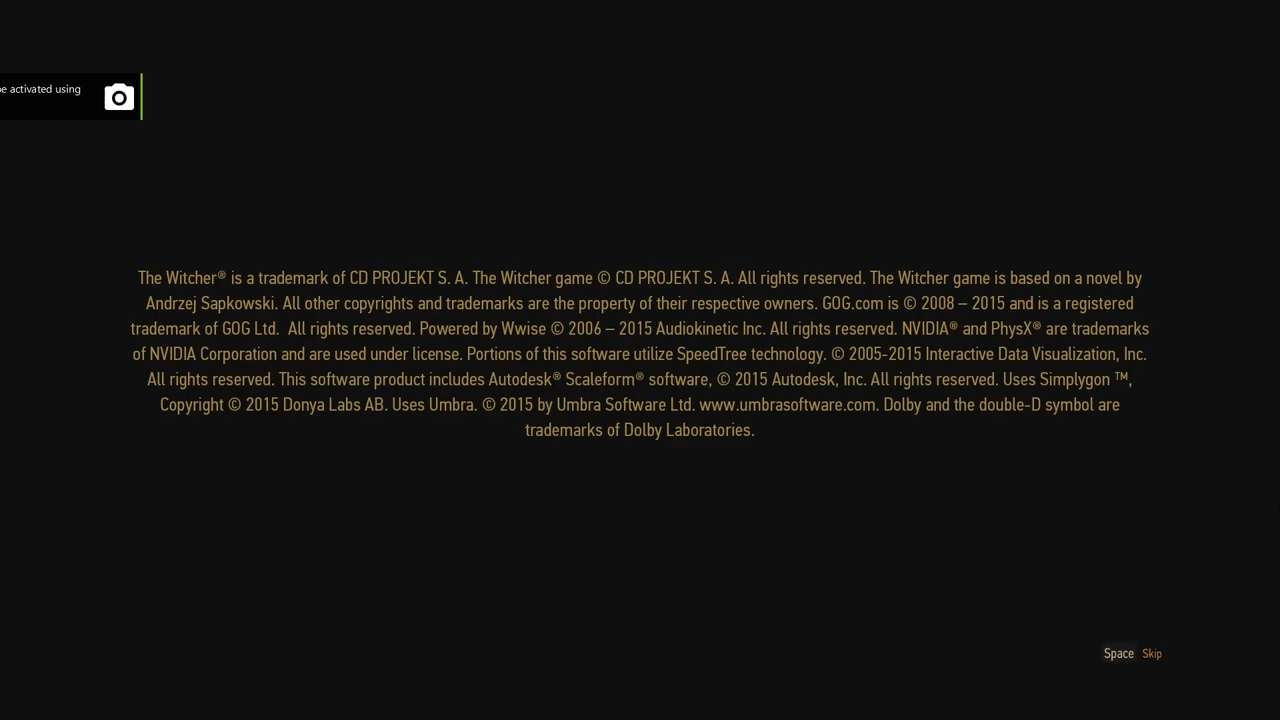 be activated using
The Witcher® is a trademark of CD PROJEKT S. A. The Witcher game © CD PROJEKT S. A. All rights reserved. The Witcher game is based on a novel by
Andrzej Sapkowski. All other copyrights and trademarks are the property of their respective owners. GOG.com is © 2008 – 2015 and is a registered
trademark of GOG Ltd.  All rights reserved. Powered by Wwise © 2006 – 2015 Audiokinetic Inc. All rights reserved. NVIDIA® and PhysX® are trademarks
of NVIDIA Corporation and are used under license. Portions of this software utilize SpeedTree technology. © 2005-2015 Interactive Data Visualization, Inc.
All rights reserved. This software product includes Autodesk® Scaleform® software, © 2015 Autodesk, Inc. All rights reserved. Uses Simplygon ™,
Copyright © 2015 Donya Labs AB. Uses Umbra. © 2015 by Umbra Software Ltd. www.umbrasoftware.com. Dolby and the double-D symbol are
trademarks of Dolby Laboratories.
Space Skip